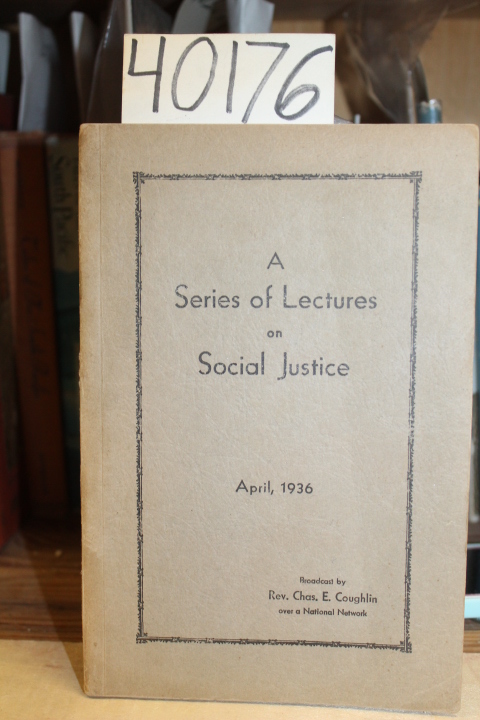 40176
A
Series of Lectures
on
Social Justice
April, 1936
Broadcast by
Rev. Chas. E. Coughlin
over a National Network